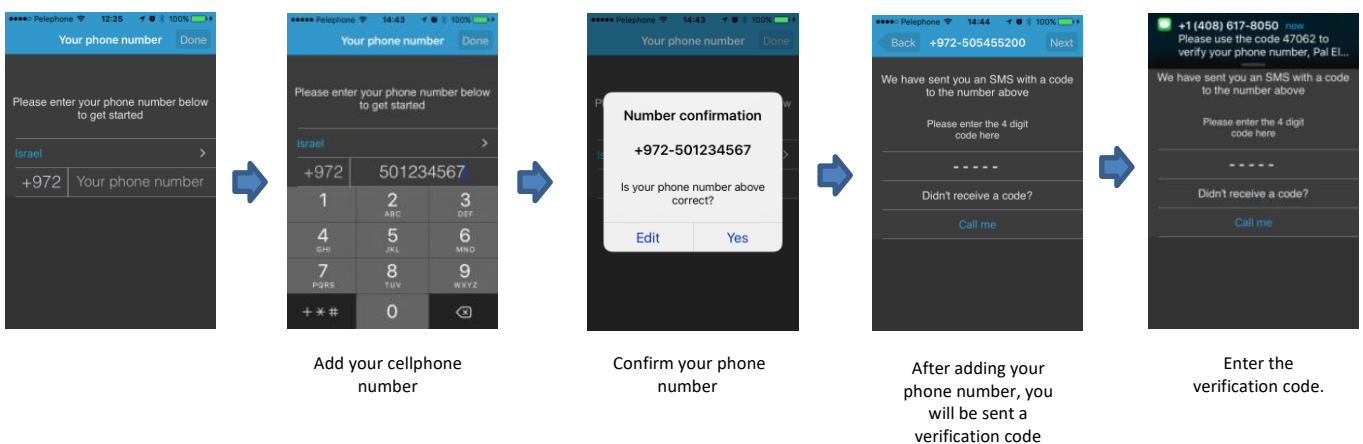 Pelephone 12:25 100%
Your phone number Done
Please enter your phone number below
to get started
Israel
+972 Your phone number
Pelephone 14:43 100%
Your phone number Done
Please enter your phone number below
to get started
Israel
+972 501234567
1 2 3
ABC DEF
4 5 6
GHI JKL MNO
7 8 9
PQRS TUV WXYZ
+*# 0
Add your cellphone
number
Pelephone 14:43 100%
Your phone number Done
Number confirmation
+972-501234567
Is your phone number above
correct?
Edit Yes
Confirm your phone
number
Pelephone 14:44 100%
Back +972-505455200 Next
We have sent you an SMS with a code
to the number above
Please enter the 4 digit
code here
- - - - -
Didn't receive a code?
Call me
After adding your
phone number, you
will be sent a
verification code
+1 (408) 617-8050 now
Please use the code 47062 to
verify your phone number, Pal El...
We have sent you an SMS with a code
to the number above
Please enter the 4 digit
code here
- - - - -
Didn't receive a code?
Call me
Enter the
verification code.